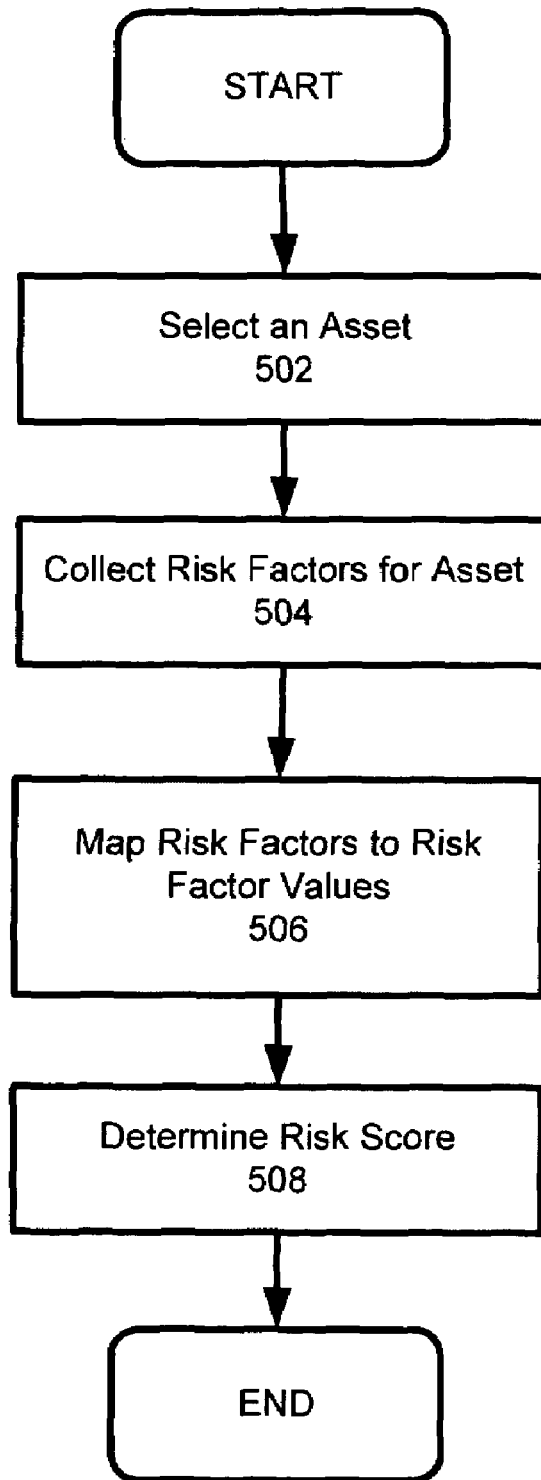 START
Select an Asset
502
Collect Risk Factors for Asset
504
Map Risk Factors to Risk
Factor Values
506
Determine Risk Score
508
END